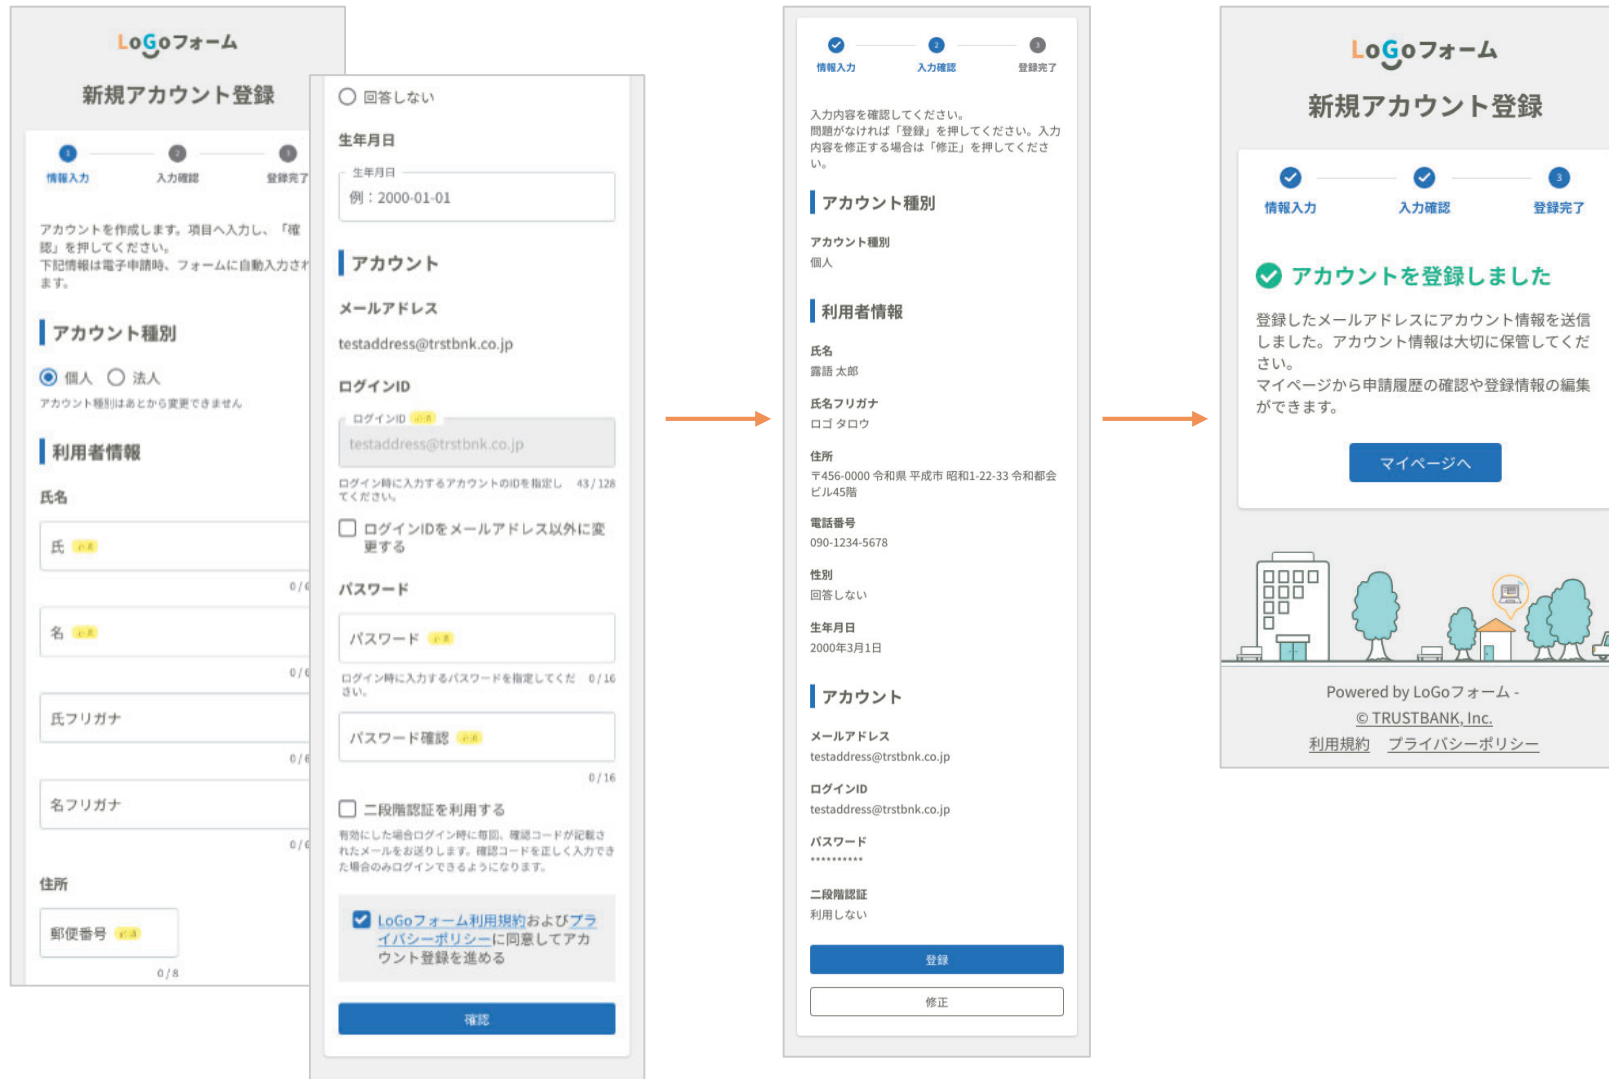 LoGoフォーム
新規アカウント登録
1
2
3
情報入力
入力確認
登録完了
アカウントを作成します。項目へ入力し、「確
認」を押してください。
下記情報は電子申請時、フォームに自動入力され
ます。
アカウント種別
個人
法人
アカウント種別はあとから変更できません
利用者情報
氏名
氏 必須
0 / 6
名 必須
0 / 6
氏フリガナ
0 / 6
名フリガナ
0 / 6
住所
郵便番号 必須
0 / 8
回答しない
生年月日
生年月日
例：2000-01-01
アカウント
メールアドレス
testaddress@trstbnk.co.jp
ログインID
ログインID 必須
testaddress@trstbnk.co.jp
ログイン時に入力するアカウントのIDを指定し 43 / 128
てください。
ログインIDをメールアドレス以外に変
更する
パスワード
パスワード 必須
ログイン時に入力するパスワードを指定してくだ 0 / 16
さい。
パスワード確認 必須
0 / 16
二段階認証を利用する
有効にした場合ログイン時に毎回、確認コードが記載さ
れたメールをお送りします。確認コードを正しく入力でき
た場合のみログインできるようになります。
LoGoフォーム利用規約およびプラ
イバシーポリシーに同意してアカ
ウント登録を進める
確認
2
3
情報入力
入力確認
登録完了
入力内容を確認してください。
問題がなければ「登録」を押してください。入力
内容を修正する場合は「修正」を押してくださ
い。
アカウント種別
アカウント種別
個人
利用者情報
氏名
露語 太郎
氏名フリガナ
ロゴ タロウ
住所
〒456-0000 令和県 平成市 昭和1-22-33 令和都会
ビル45階
電話番号
090-1234-5678
性別
回答しない
生年月日
2000年3月1日
アカウント
メールアドレス
testaddress@trstbnk.co.jp
ログインID
testaddress@trstbnk.co.jp
パスワード
**********
二段階認証
利用しない
登録
修正
LoGoフォーム
新規アカウント登録
3
情報入力
入力確認
登録完了
アカウントを登録しました
登録したメールアドレスにアカウント情報を送信
しました。アカウント情報は大切に保管してくだ
さい。
マイページから申請履歴の確認や登録情報の編集
ができます。
マイページへ
Powered by LoGoフォーム -
© TRUSTBANK, Inc.
利用規約 プライバシーポリシー